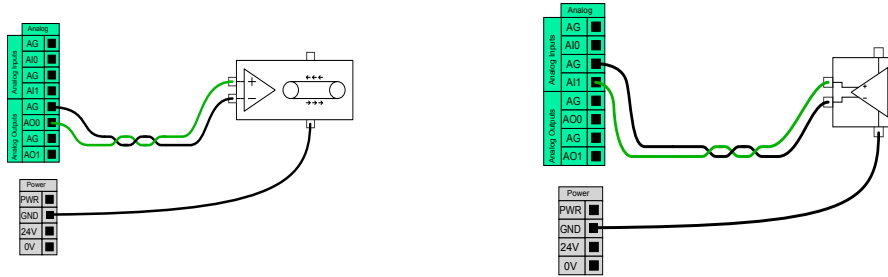 Analog
Analog Inputs
AG
AI0
AG
AI1
Analog Outputs
AG
AO0
AG
AO1
+
−
Power
PWR
GND
24V
0V
Analog
Analog Inputs
AG
AI0
AG
AI1
Analog Outputs
AG
AO0
AG
AO1
+
−
Power
PWR
GND
24V
0V